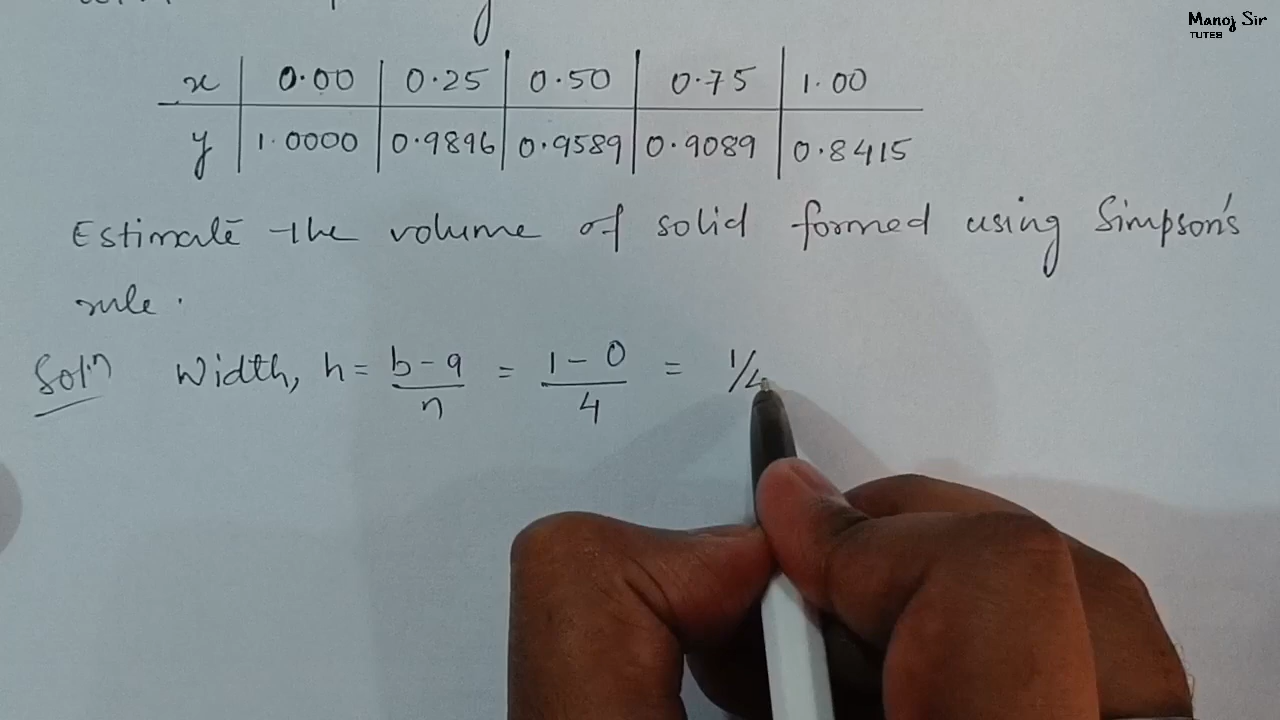 Manoj Sir
TUTES
x 0.00 0.25 0.50 0.75 1.00
y 1.0000 0.9896 0.9589 0.9089 0.8415
Estimate the volume of solid formed using Simpson's
rule.
Solⁿ Width, h = b-a/n = 1-0/4 = 1/4